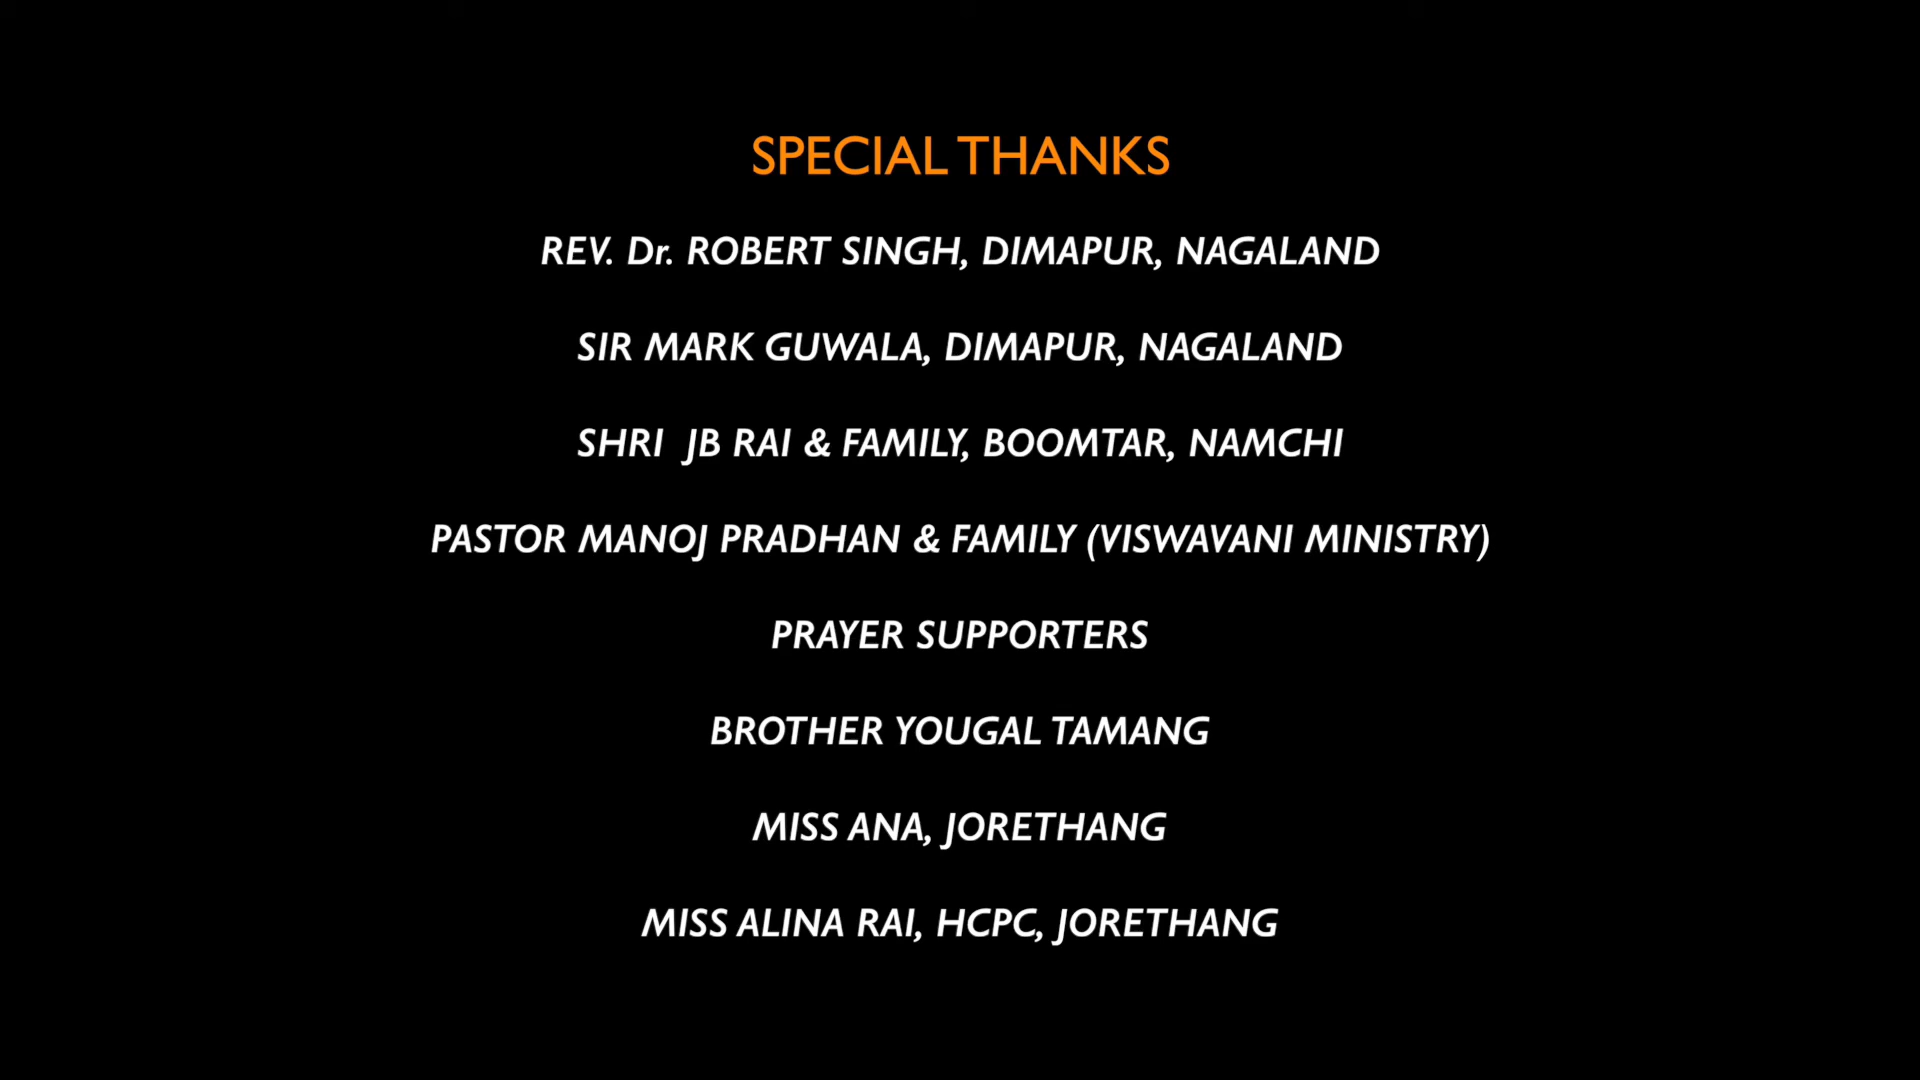 SPECIAL THANKS
REV. Dr. ROBERT SINGH, DIMAPUR, NAGALAND
SIR MARK GUWALA, DIMAPUR, NAGALAND
SHRI  JB RAI & FAMILY, BOOMTAR, NAMCHI
PASTOR MANOJ PRADHAN & FAMILY (VISWAVANI MINISTRY)
PRAYER SUPPORTERS
BROTHER YOUGAL TAMANG
MISS ANA, JORETHANG
MISS ALINA RAI, HCPC, JORETHANG